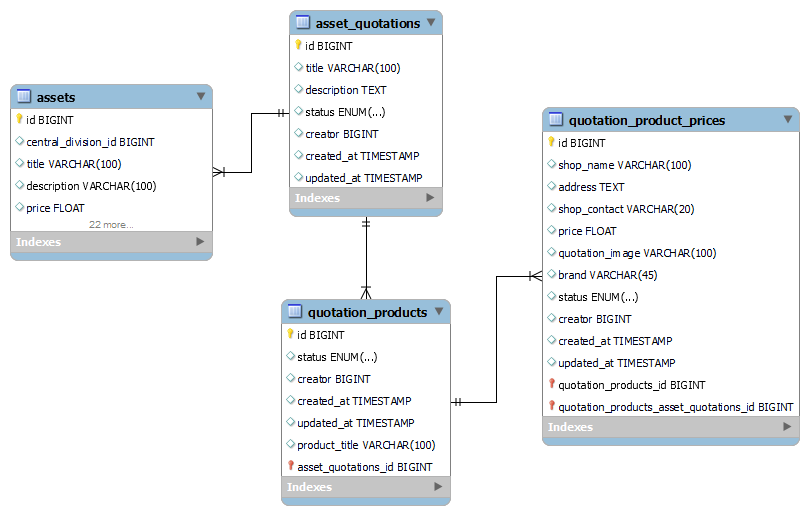 asset_quotations
id BIGINT
title VARCHAR(100)
description TEXT
status ENUM(...)
creator BIGINT
created_at TIMESTAMP
updated_at TIMESTAMP
Indexes
assets
id BIGINT
central_division_id BIGINT
title VARCHAR(100)
description VARCHAR(100)
price FLOAT
22 more...
Indexes
quotation_product_prices
id BIGINT
shop_name VARCHAR(100)
address TEXT
shop_contact VARCHAR(20)
price FLOAT
quotation_image VARCHAR(100)
brand VARCHAR(45)
status ENUM(...)
creator BIGINT
created_at TIMESTAMP
updated_at TIMESTAMP
quotation_products_id BIGINT
quotation_products_asset_quotations_id BIGINT
Indexes
quotation_products
id BIGINT
status ENUM(...)
creator BIGINT
created_at TIMESTAMP
updated_at TIMESTAMP
product_title VARCHAR(100)
asset_quotations_id BIGINT
Indexes